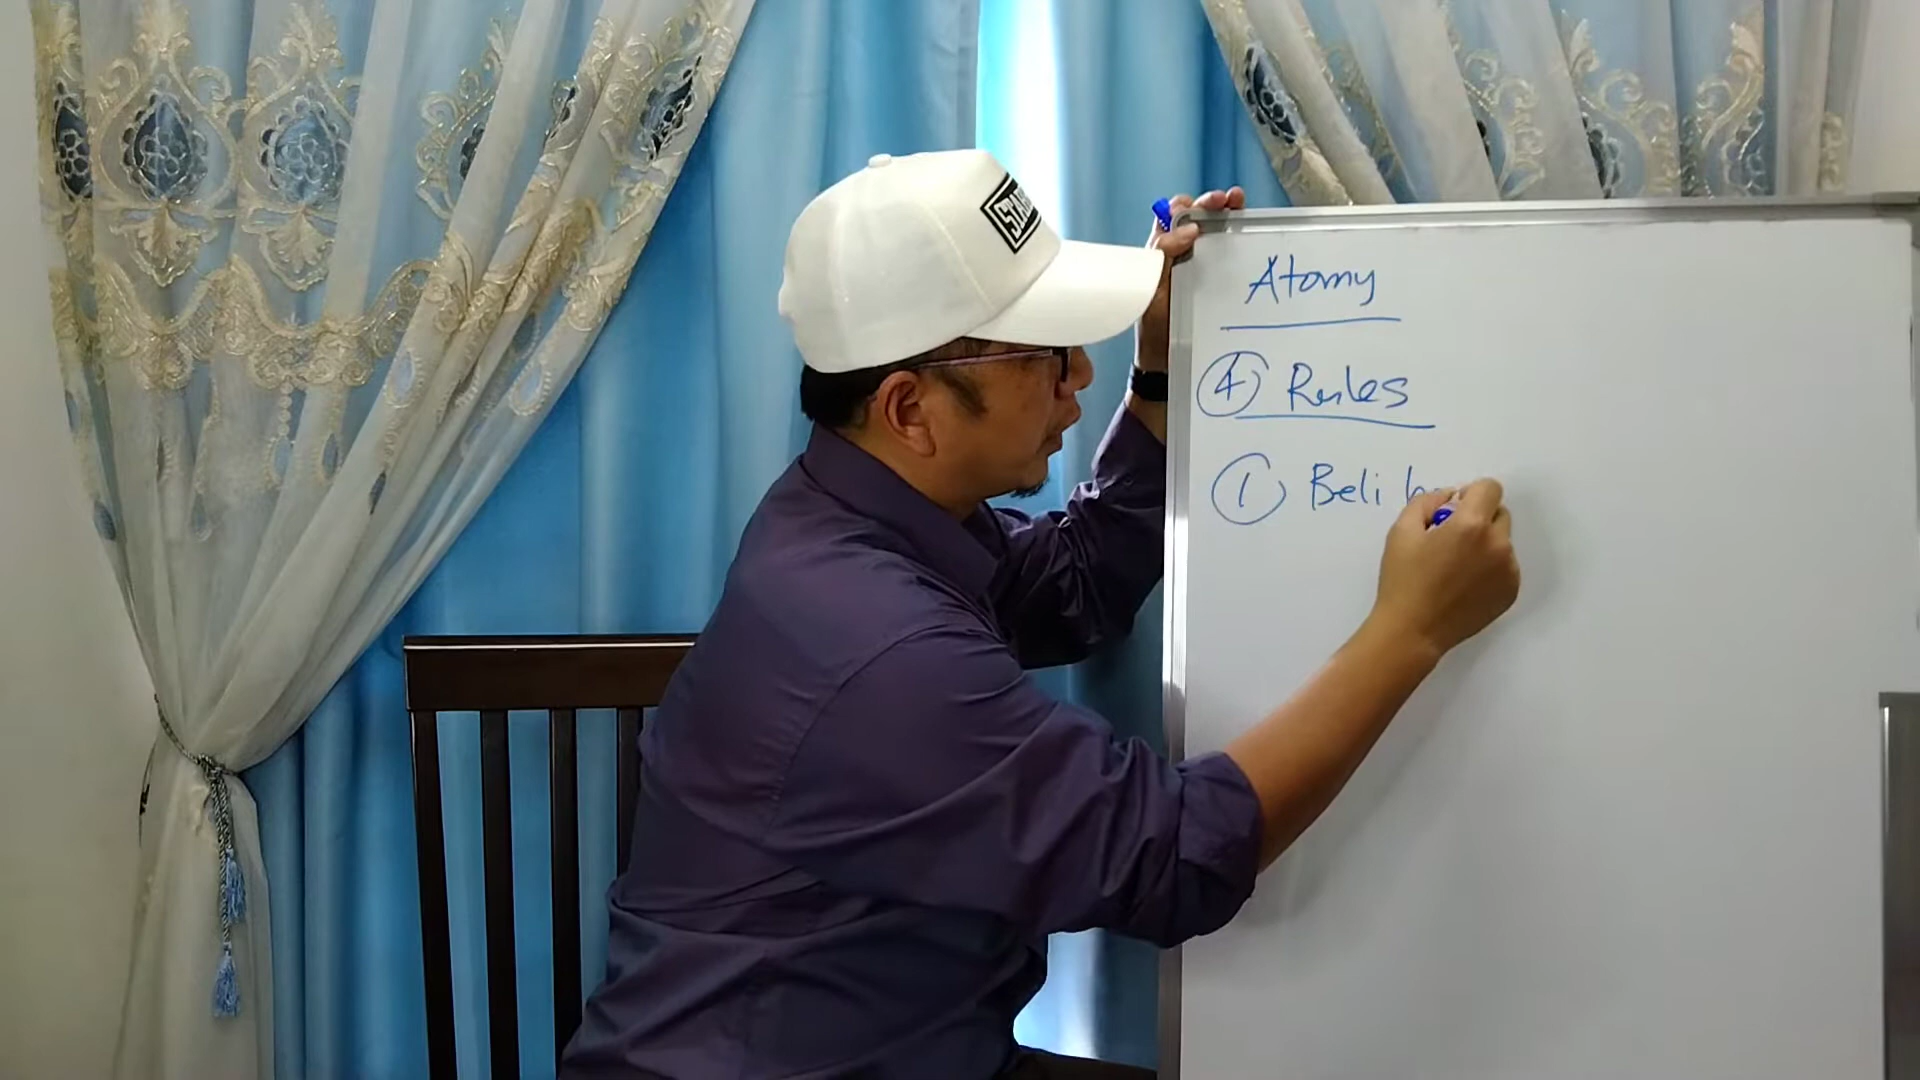 Atomy
④ Rules
① Beli